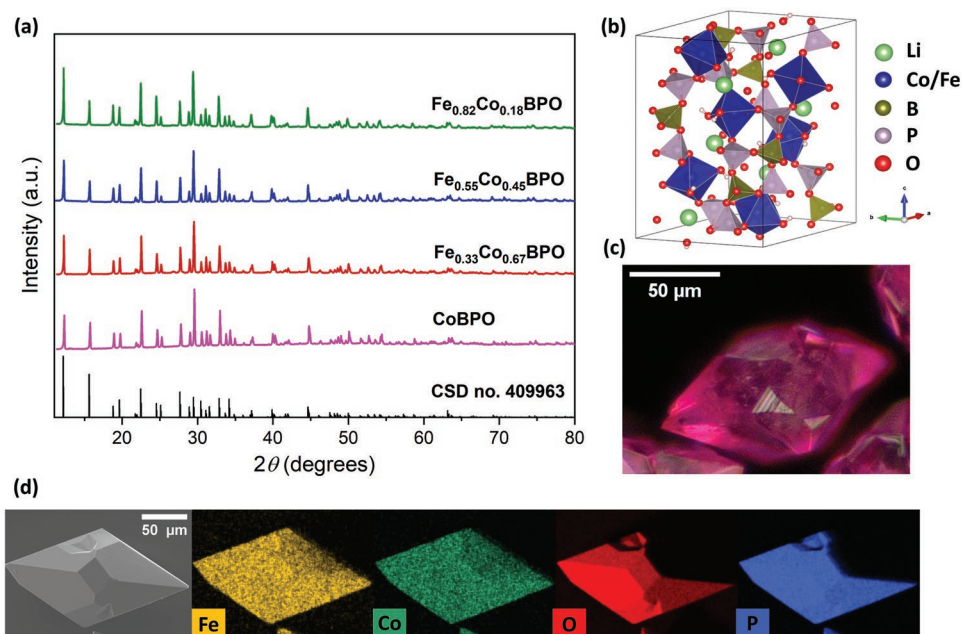 (a)
Intensity (a.u.)
Fe0.82Co0.18BPO
Fe0.55Co0.45BPO
Fe0.33Co0.67BPO
CoBPO
CSD no. 409963
20 30 40 50 60 70 80
2θ (degrees)
(b)
Li
Co/Fe
B
P
O
c
b a
(c)
50 µm
(d)
50 µm
Fe
Co
O
P